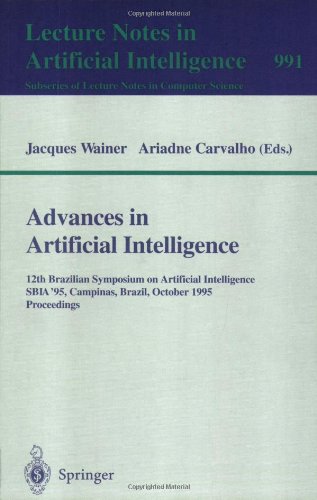 Lecture Notes in
Artificial Intelligence 991
Subseries of Lecture Notes in Computer Science
Jacques Wainer Ariadne Carvalho (Eds.)
Advances in
Artificial Intelligence
12th Brazilian Symposium on Artificial Intelligence
SBIA '95, Campinas, Brazil, October 1995
Proceedings
Springer